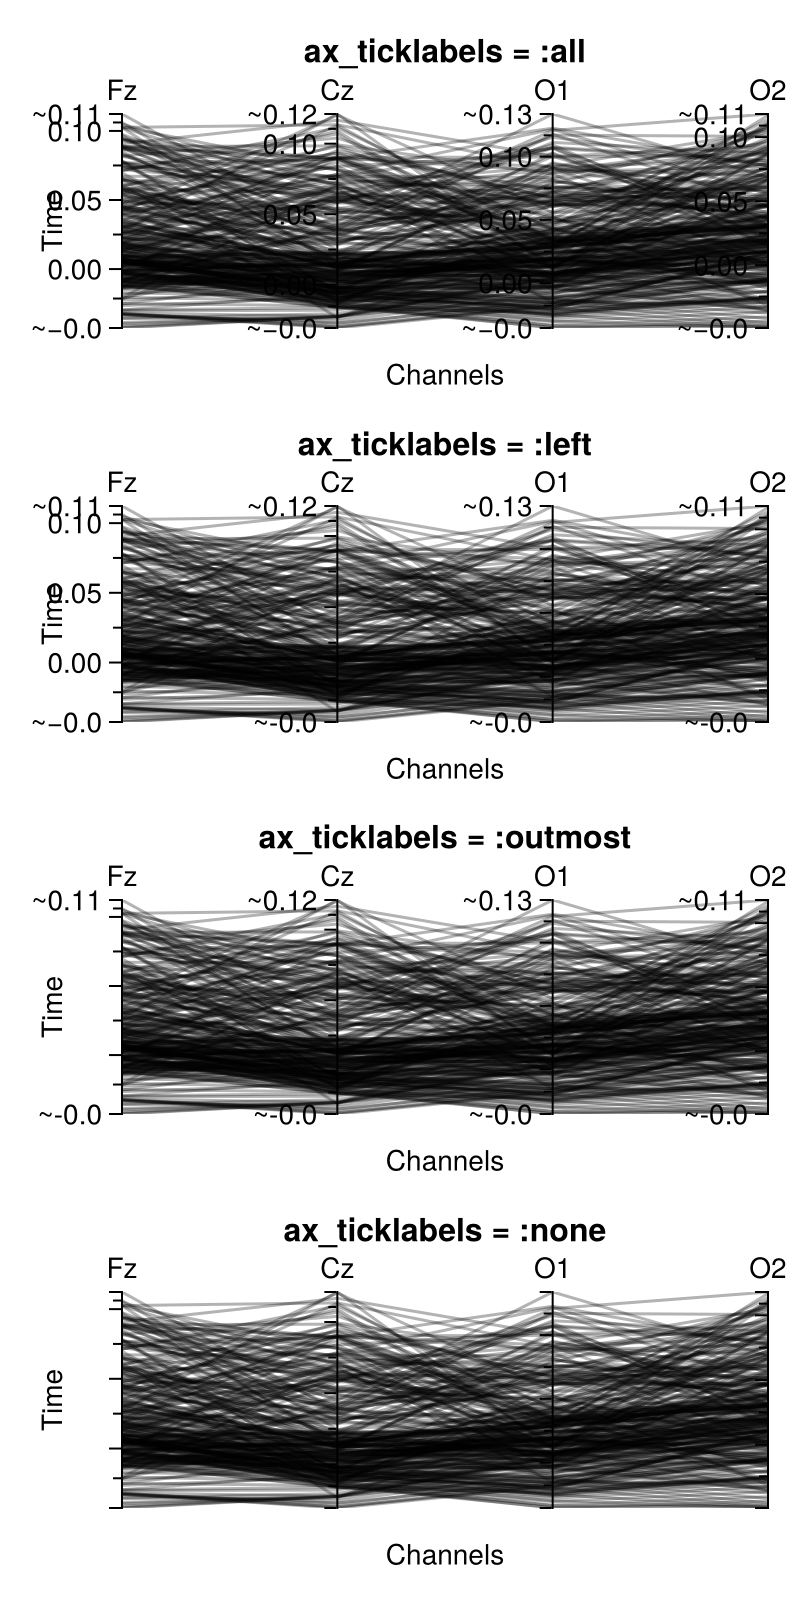 ax_ticklabels = :all
Fz Cz O1 O2
~0.11 ~0.12 ~0.13 ~0.11
0.10 0.10 0.10 0.10
0.05 0.05 0.05 0.05
Time
0.00 0.00 0.00 0.00
~−0.0 ~−0.0 ~−0.0 ~−0.0
Channels
ax_ticklabels = :left
Fz Cz O1 O2
~0.11 ~0.12 ~0.13 ~0.11
0.10
0.05
Time
0.00
~−0.0 ~-0.0 ~-0.0 ~-0.0
Channels
ax_ticklabels = :outmost
Fz Cz O1 O2
~0.11 ~0.12 ~0.13 ~0.11
Time
~-0.0 ~-0.0 ~-0.0 ~-0.0
Channels
ax_ticklabels = :none
Fz Cz O1 O2
Time
Channels